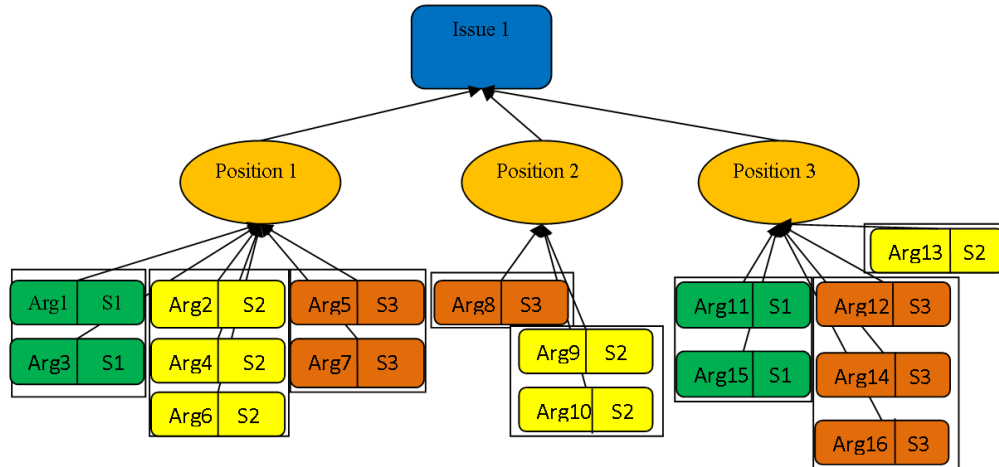 Issue 1
Position 1
Position 2
Position 3
Arg13 S2
Arg1 S1
Arg2 S2
Arg5 S3
Arg8 S3
Arg11 S1
Arg12 S3
Arg3 S1
Arg4 S2
Arg7 S3
Arg9 S2
Arg15 S1
Arg14 S3
Arg6 S2
Arg10 S2
Arg16 S3